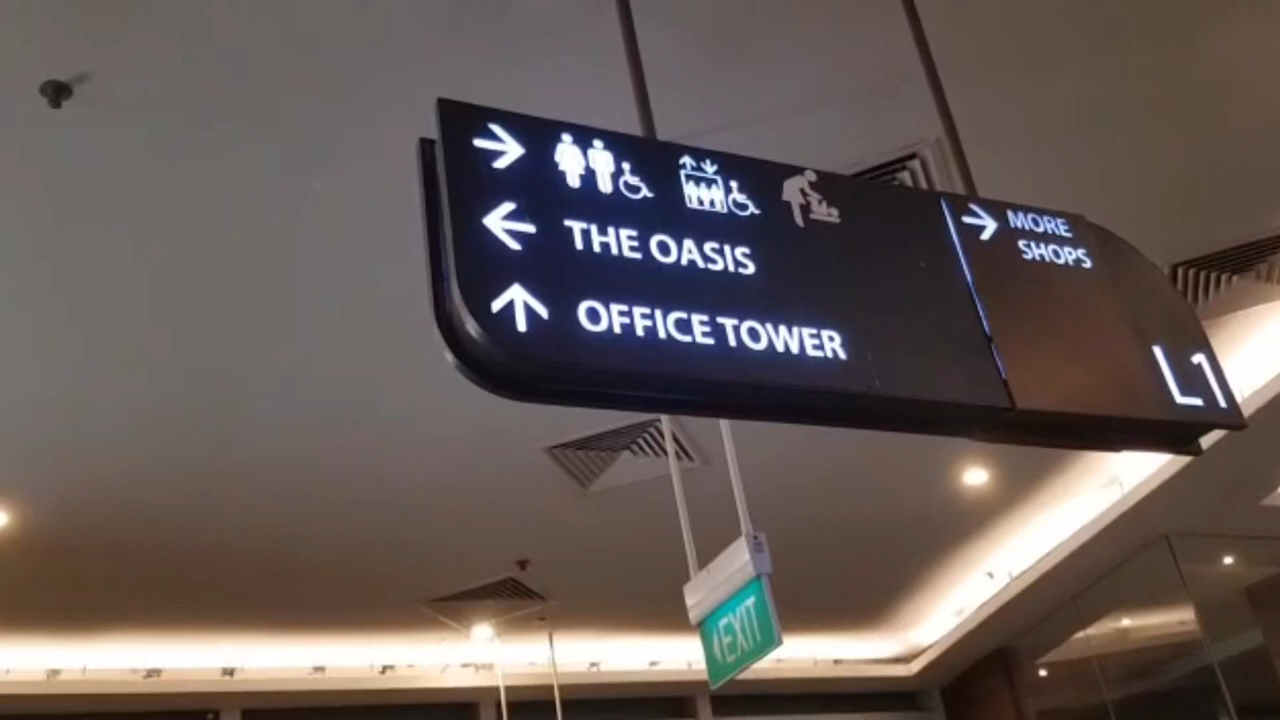 THE OASIS
OFFICE TOWER
MORE
SHOPS
L1
EXIT